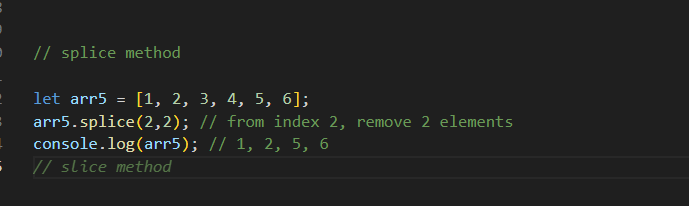 // splice method
let arr5 = [1, 2, 3, 4, 5, 6];
arr5.splice(2,2); // from index 2, remove 2 elements
console.log(arr5); // 1, 2, 5, 6
// slice method